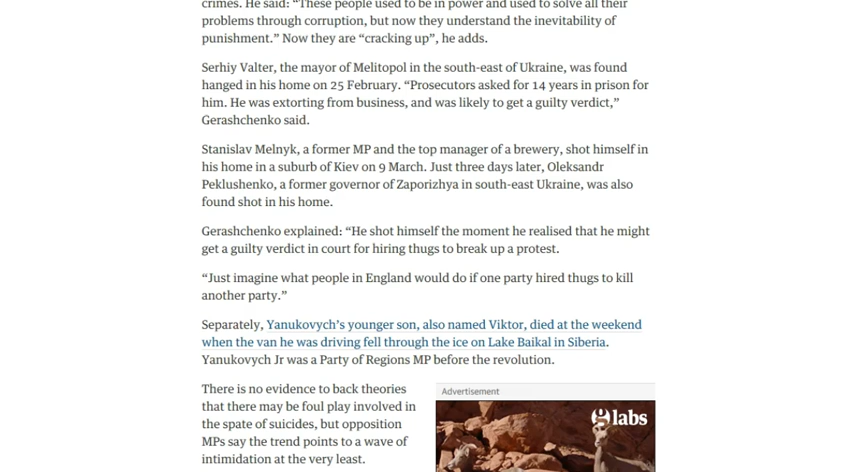 crimes. He said: “These people used to be in power and used to solve all their
problems through corruption, but now they understand the inevitability of
punishment.” Now they are “cracking up”, he adds.
Serhiy Valter, the mayor of Melitopol in the south-east of Ukraine, was found
hanged in his home on 25 February. “Prosecutors asked for 14 years in prison for
him. He was extorting from business, and was likely to get a guilty verdict,”
Gerashchenko said.
Stanislav Melnyk, a former MP and the top manager of a brewery, shot himself in
his home in a suburb of Kiev on 9 March. Just three days later, Oleksandr
Peklushenko, a former governor of Zaporizhya in south-east Ukraine, was also
found shot in his home.
Gerashchenko explained: “He shot himself the moment he realised that he might
get a guilty verdict in court for hiring thugs to break up a protest.
“Just imagine what people in England would do if one party hired thugs to kill
another party.”
Separately, Yanukovych’s younger son, also named Viktor, died at the weekend
when the van he was driving fell through the ice on Lake Baikal in Siberia.
Yanukovych Jr was a Party of Regions MP before the revolution.
There is no evidence to back theories
that there may be foul play involved in
the spate of suicides, but opposition
MPs say the trend points to a wave of
intimidation at the very least.
Advertisement
g labs